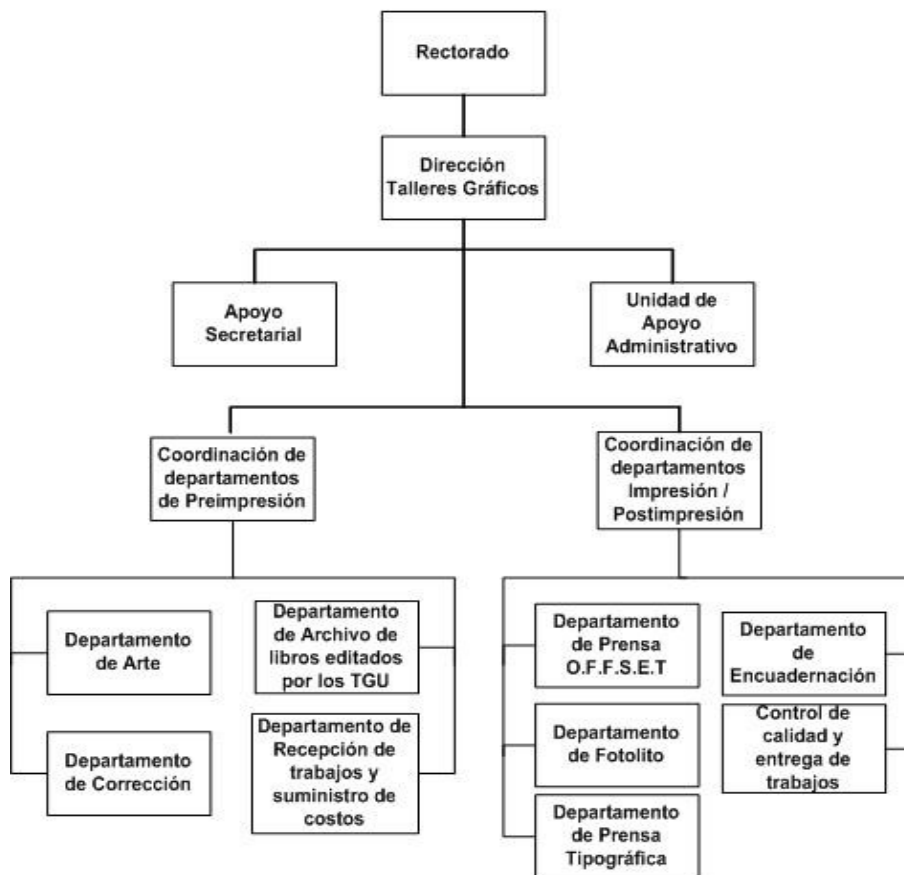 Rectorado
Dirección
Talleres Gráficos
Apoyo
Secretarial
Unidad de
Apoyo
Administrativo
Coordinación de
departamentos
de Preimpresión
Coordinación de
departamentos
Impresión /
Postimpresión
Departamento
de Arte
Departamento
de Archivo de
libros editados
por los TGU
Departamento
de Corrección
Departamento de
Recepción de
trabajos y
suministro de
costos
Departamento
de Prensa
O.F.F.S.E.T
Departamento
de
Encuadernación
Departamento
de Fotolito
Control de
calidad y
entrega de
trabajos
Departamento
de Prensa
Tipográfica